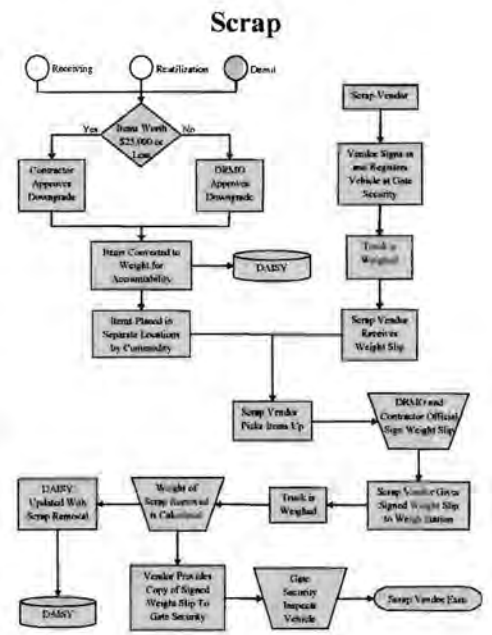 Scrap
Receiving
Reutilization
Demil
Scrap Vendor
Yes
Items Worth
$25,000 or
Less
No
Vendor Signs in
and Registers
Vehicle at Gate
Security
Contractor
Approves
Downgrade
DRMO
Approves
Downgrade
Truck is
Weighed
Items Converted to
Weight for
Accountability
DAISY
Items Placed in
Separate Locations
by Commodity
Scrap Vendor
Receives
Weight Slip
Scrap Vendor
Picks Items Up
DRMO and
Contractor Official
Sign Weight Slip
DAISY
Updated With
Scrap Removal
Weight of
Scrap Removed
is Calculated
Truck is
Weighed
Scrap Vendor Gives
Signed Weight Slip
to Weigh Station
DAISY
Vendor Provides
Copy of Signed
Weight Slip To
Gate Security
Gate
Security
Inspects
Vehicle
Scrap Vendor Exits